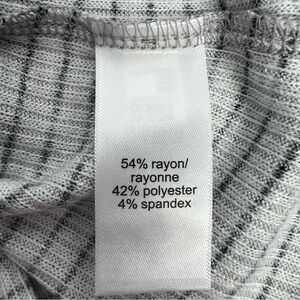 54% rayon/
rayonne
42% polyester
4% spandex